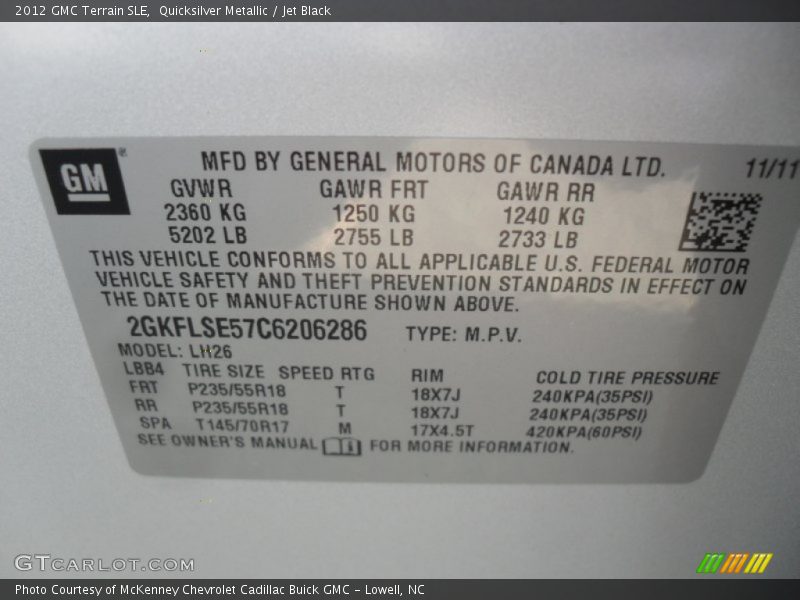 2012 GMC Terrain SLE, Quicksilver Metallic / Jet Black
GM®
MFD BY GENERAL MOTORS OF CANADA LTD. 11/11
GVWR GAWR FRT GAWR RR
2360 KG 1250 KG 1240 KG
5202 LB 2755 LB 2733 LB
THIS VEHICLE CONFORMS TO ALL APPLICABLE U.S. FEDERAL MOTOR
VEHICLE SAFETY AND THEFT PREVENTION STANDARDS IN EFFECT ON
THE DATE OF MANUFACTURE SHOWN ABOVE.
2GKFLSE57C6206286 TYPE: M.P.V.
MODEL: LH26
LBB4 TIRE SIZE SPEED RTG RIM COLD TIRE PRESSURE
FRT P235/55R18 T 18X7J 240KPA(35PSI)
RR P235/55R18 T 18X7J 240KPA(35PSI)
SPA T145/70R17 M 17X4.5T 420KPA(60PSI)
SEE OWNER'S MANUAL FOR MORE INFORMATION.
GTCARLOT.COM
Photo Courtesy of McKenney Chevrolet Cadillac Buick GMC - Lowell, NC